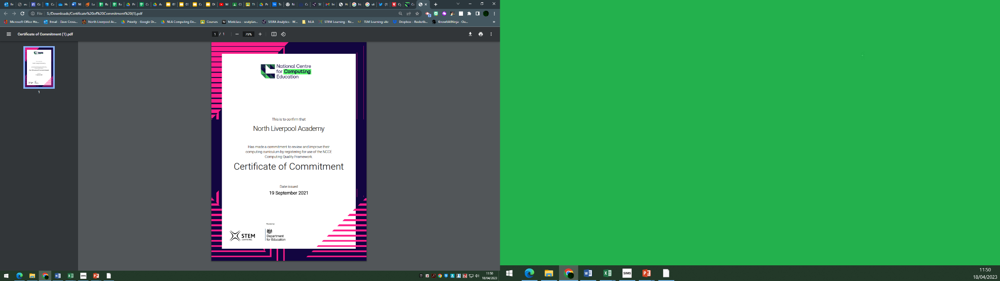 File S:/Downloads/Certificate%20of%20Commitment%20(1).pdf
Microsoft Office Ho... Email - Dave Cross... North Liverpool Ac... Priority - Google Dr... NLA Computing De... Courses Mintclass - seatplan... SISRA Analytics - W... NLA STEM Learning - Re... TLM Learning site Dropbox - Rocketb... KnowItAllNinja - Ou... »
Certificate of Commitment (1).pdf
1 / 1
75%
1
National Centre
for Computing
Education
This is to confirm that
North Liverpool Academy
Has made a commitment to review and improve their
computing curriculum by registering for use of the NCCE
Computing Quality Framework.
Certificate of Commitment
Date issued
19 September 2021
Funded by
STEM
LEARNING
Department
for Education
SIMS
11:50
18/04/2023
SIMS
11:50
18/04/2023